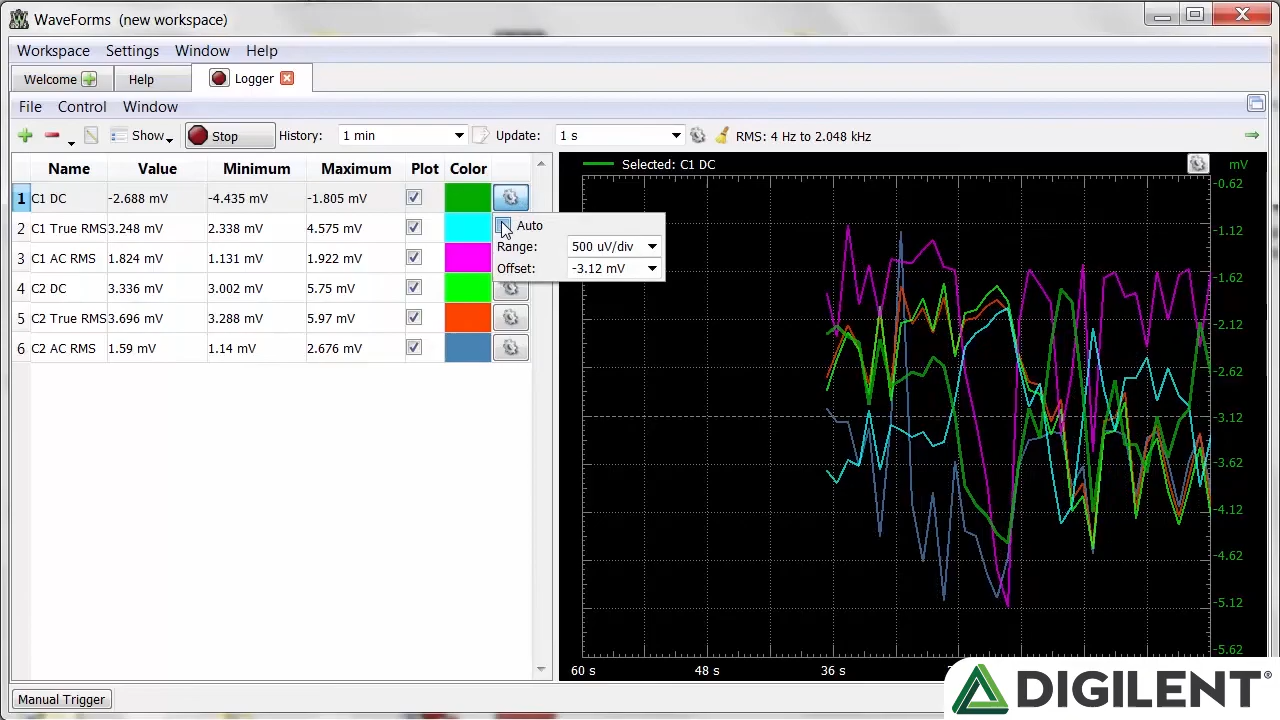 WaveForms (new workspace)
Workspace Settings Window Help
Welcome Help Logger
File Control Window
Show Stop History: 1 min Update: 1 s RMS: 4 Hz to 2.048 kHz
Name Value Minimum Maximum Plot Color
1 C1 DC -2.688 mV -4.435 mV -1.805 mV
2 C1 True RMS 3.248 mV 2.338 mV 4.575 mV
3 C1 AC RMS 1.824 mV 1.131 mV 1.922 mV
4 C2 DC 3.336 mV 3.002 mV 5.75 mV
5 C2 True RMS 3.696 mV 3.283 mV 5.97 mV
6 C2 AC RMS 1.59 mV 1.14 mV 2.676 mV
Auto
Range: 500 uV/div
Offset: -3.12 mV
Selected: C1 DC
mV
-0.62
-1.12
-1.62
-2.12
-2.62
-3.12
-3.62
-4.12
-4.62
-5.12
-5.62
60 s 48 s 36 s
Manual Trigger
DIGILENT®